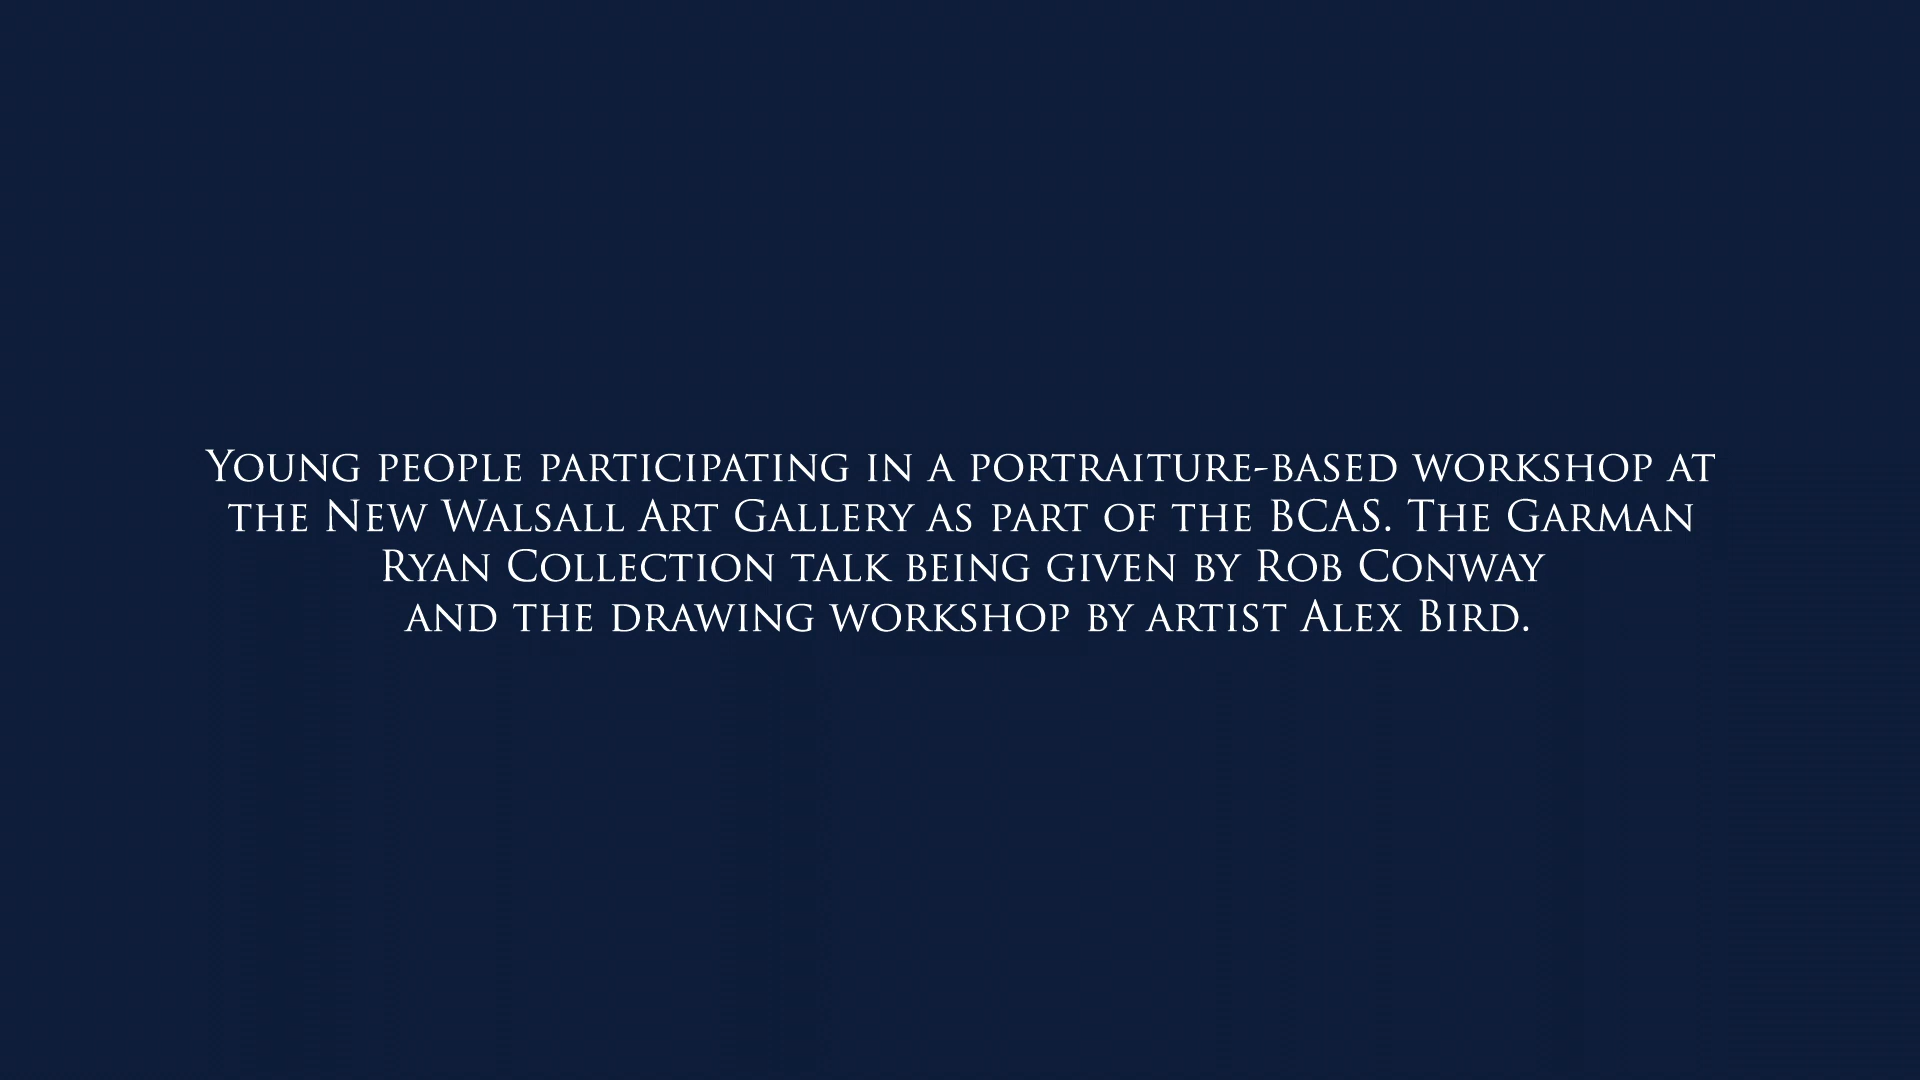 Young people participating in a portraiture-based workshop at
the New Walsall Art Gallery as part of the BCAS. The Garman
Ryan Collection talk being given by Rob Conway
and the drawing workshop by artist Alex Bird.